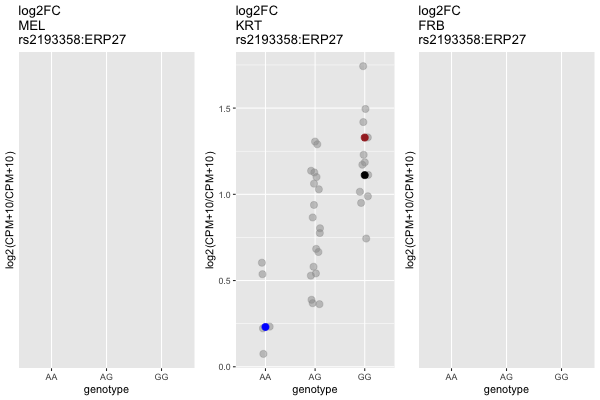 log2FC
MEL
rs2193358:ERP27
log2(CPM+10/CPM+10)
AA AG GG
genotype
log2FC
KRT
rs2193358:ERP27
log2(CPM+10/CPM+10)
1.5
1.0
0.5
0.0
AA AG GG
genotype
log2FC
FRB
rs2193358:ERP27
log2(CPM+10/CPM+10)
AA AG GG
genotype